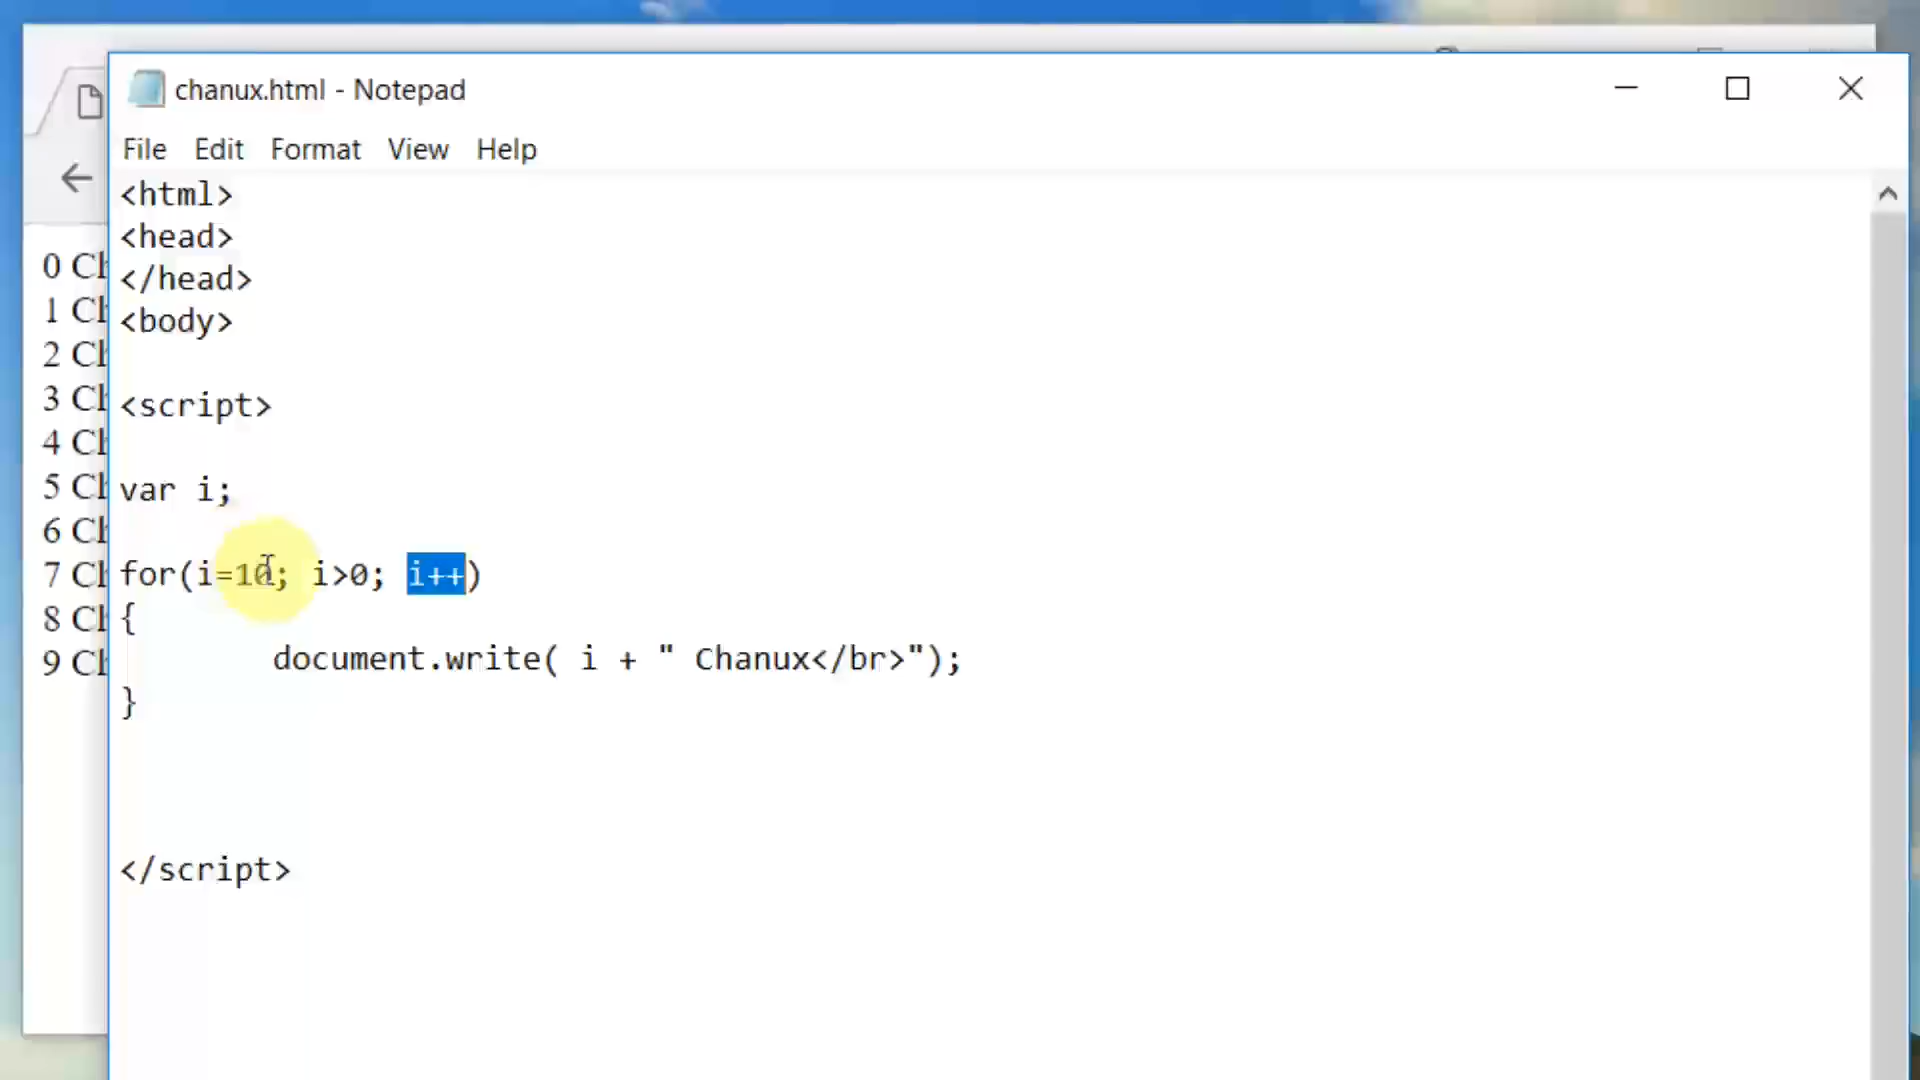 chanux.html - Notepad
File Edit Format View Help
<html>
<head>
</head>
<body>
<script>
var i;
for(i=10; i>0; i++)
{
document.write( i + " Chanux</br>");
}
</script>
0 Ch
1 Ch
2 Ch
3 Ch
4 Ch
5 Ch
6 Ch
7 Ch
8 Ch
9 Ch